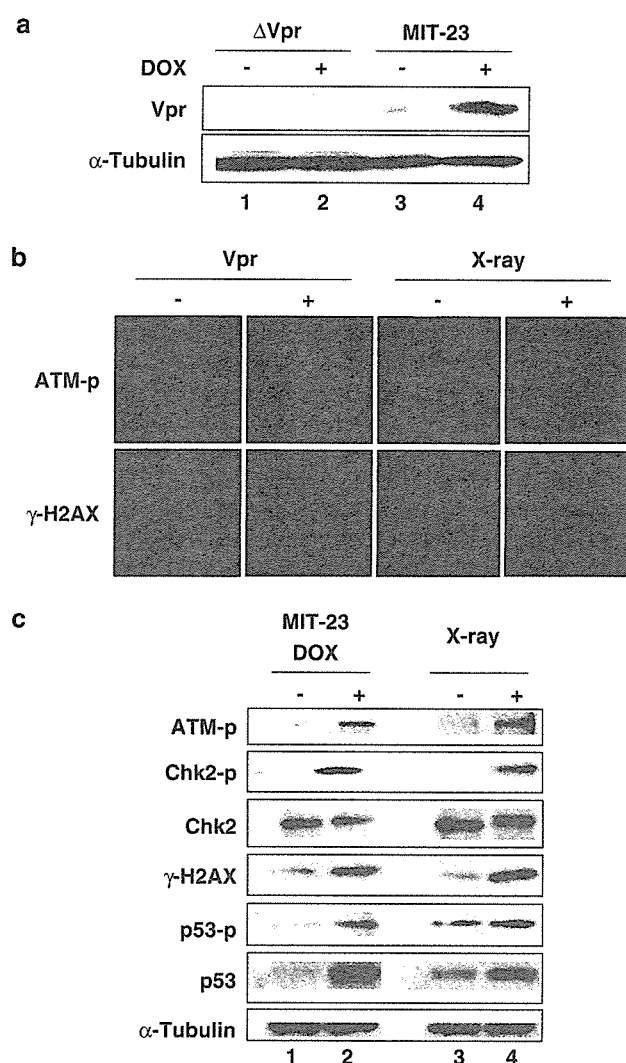 a
ΔVpr MIT-23
DOX - + - +
Vpr
α-Tubulin
1 2 3 4
b
Vpr X-ray
- + - +
ATM-p
γ-H2AX
c
MIT-23
DOX X-ray
- + - +
ATM-p
Chk2-p
Chk2
γ-H2AX
p53-p
p53
α-Tubulin
1 2 3 4